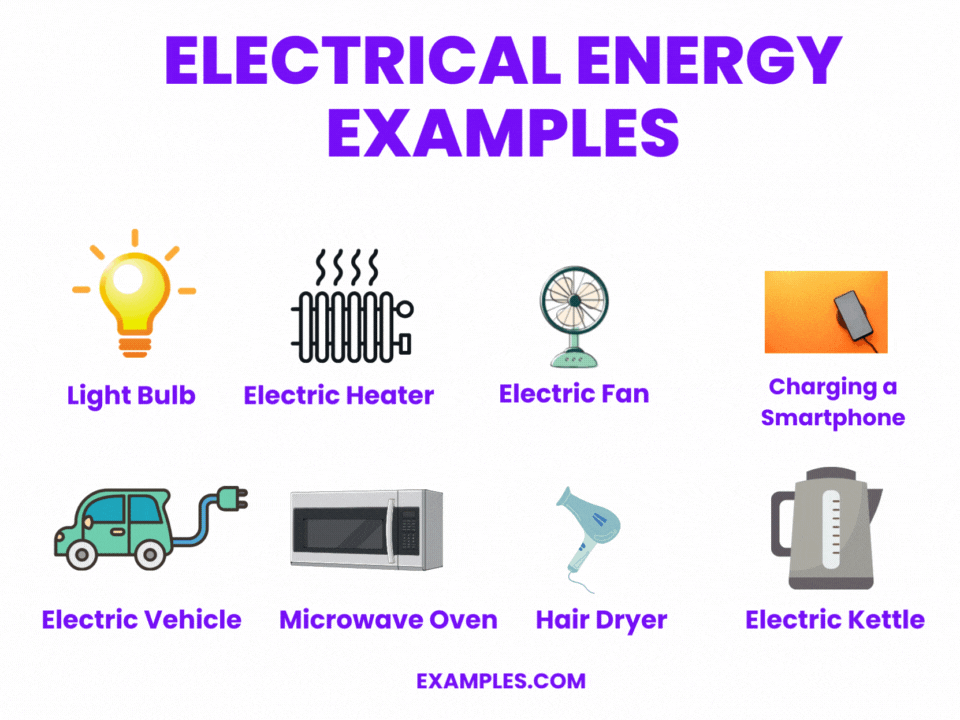 ELECTRICAL ENERGY
EXAMPLES
Light Bulb
Electric Heater
Electric Fan
Charging a
Smartphone
Electric Vehicle
Microwave Oven
Hair Dryer
Electric Kettle
EXAMPLES.COM